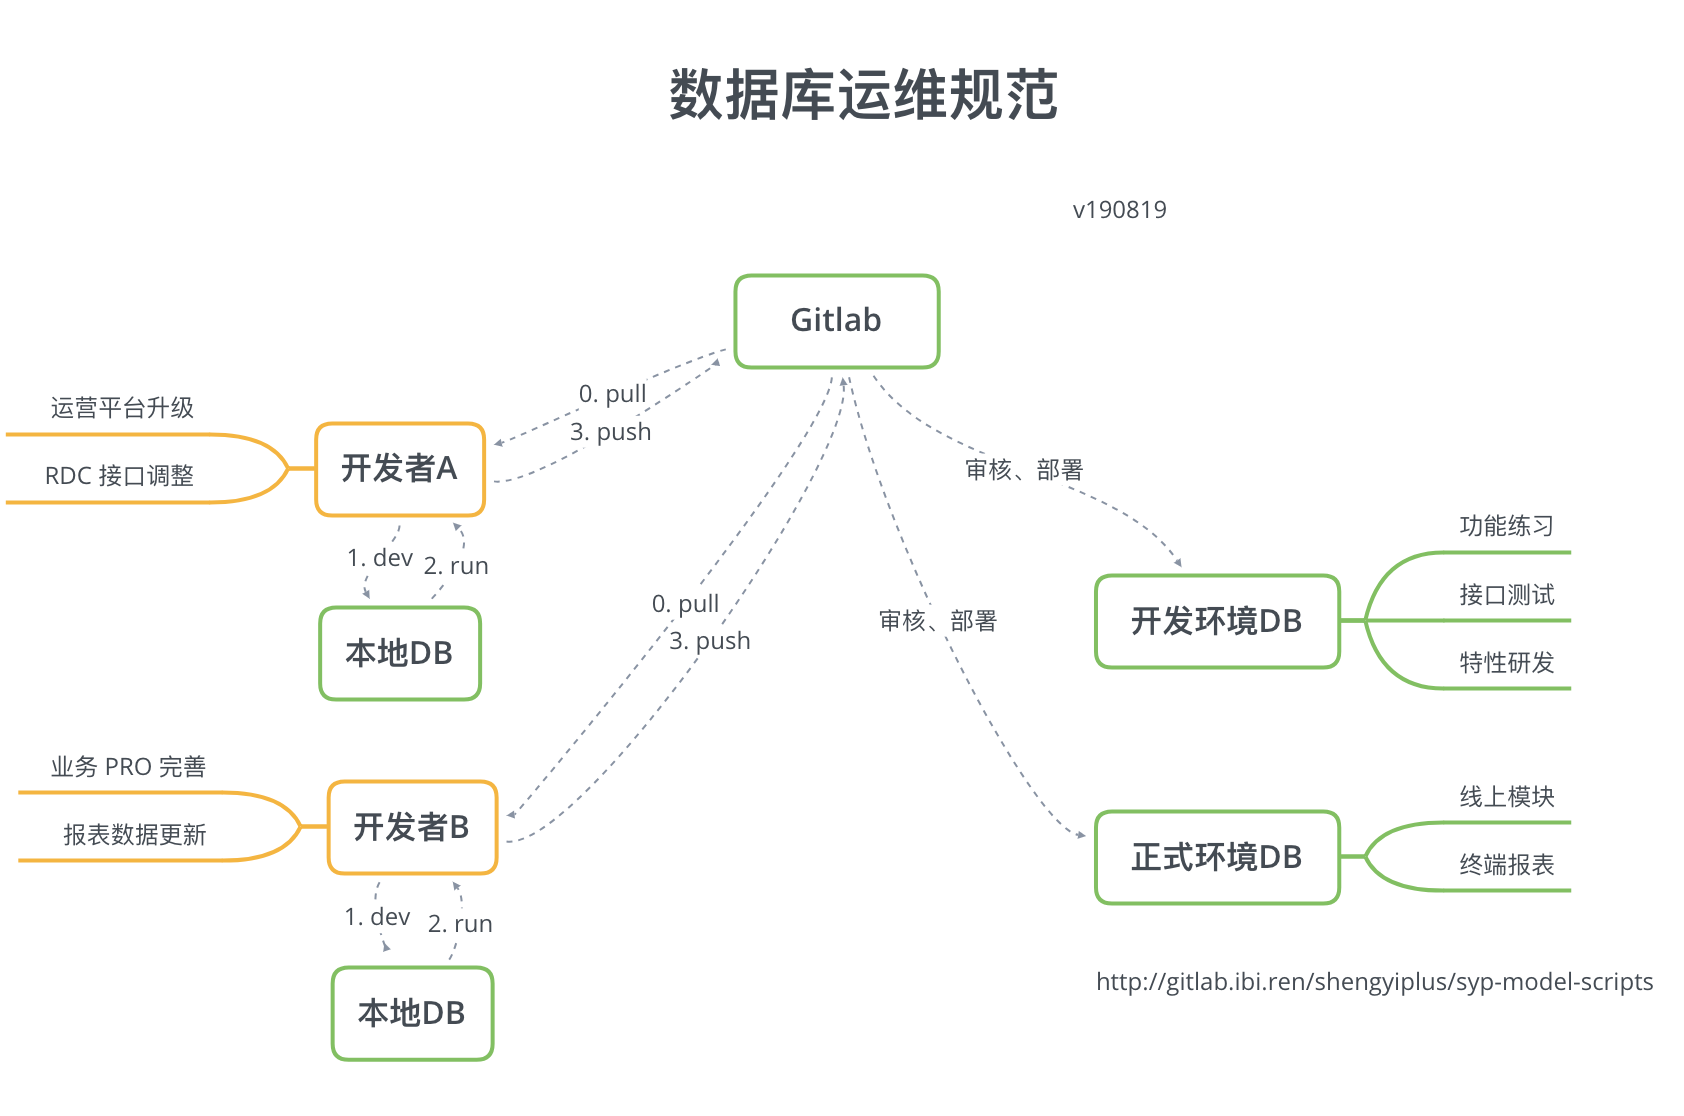 数据库运维规范
v190819
Gitlab
0. pull
3. push
运营平台升级
RDC 接口调整
开发者A
1. dev
2. run
本地DB
0. pull
3. push
审核、部署
审核、部署
功能练习
接口测试
特性研发
开发环境DB
业务 PRO 完善
报表数据更新
开发者B
1. dev
2. run
本地DB
线上模块
终端报表
正式环境DB
http://gitlab.ibi.ren/shengyiplus/syp-model-scripts